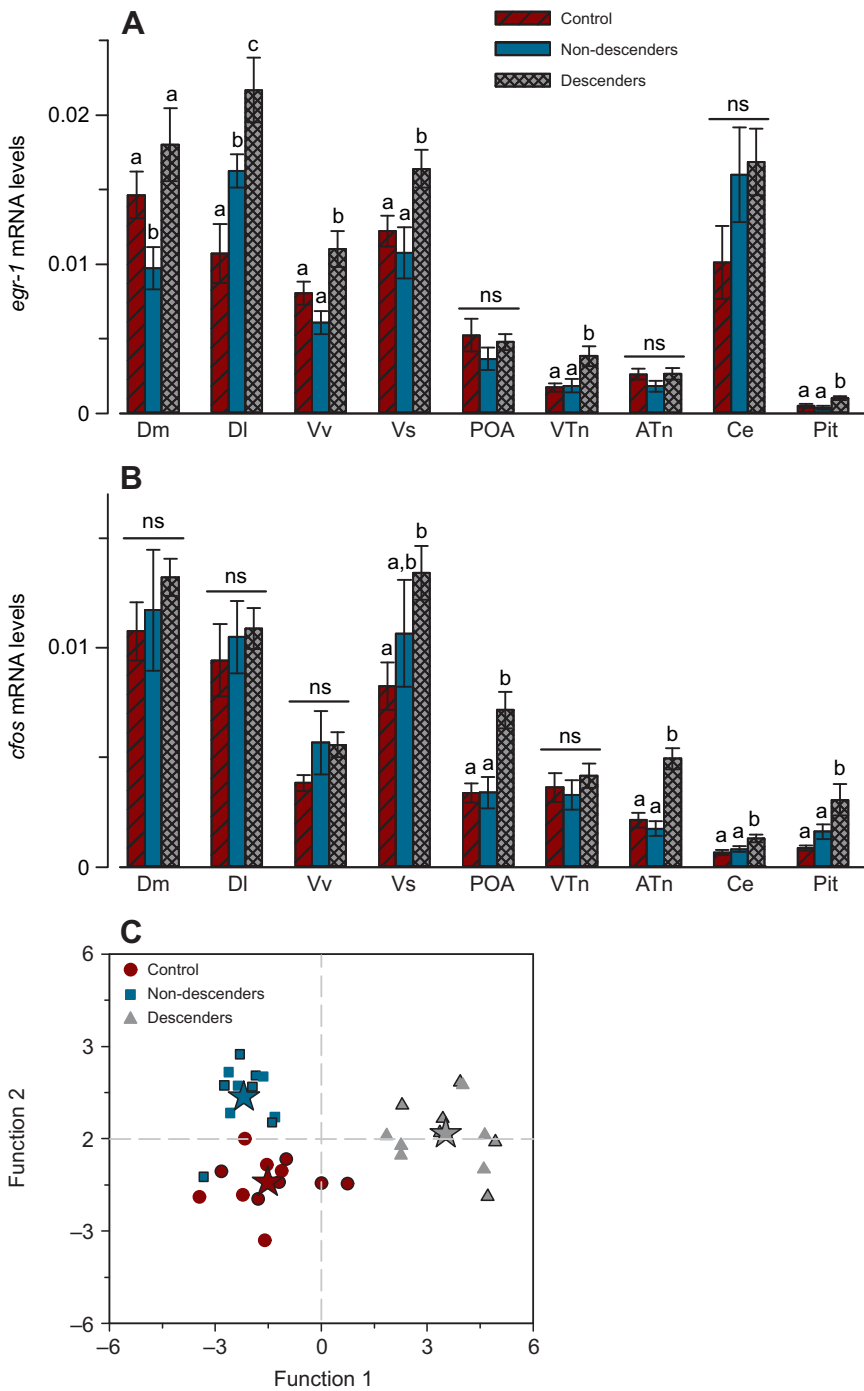 A
Control
Non-descenders
Descenders
egr-1 mRNA levels
0.02
0.01
0
a b a
a b c
a a b
a a b
ns
a a b
ns
ns
a a b
Dm Dl Vv Vs POA VTn ATn Ce Pit
B
cfos mRNA levels
0.01
0
ns
ns
ns
a a,b b
a a b
ns
a a b
a a b
a a b
Dm Dl Vv Vs POA VTn ATn Ce Pit
C
Control
Non-descenders
Descenders
Function 2
6
3
2
–3
–6
–3 0 3 6
Function 1